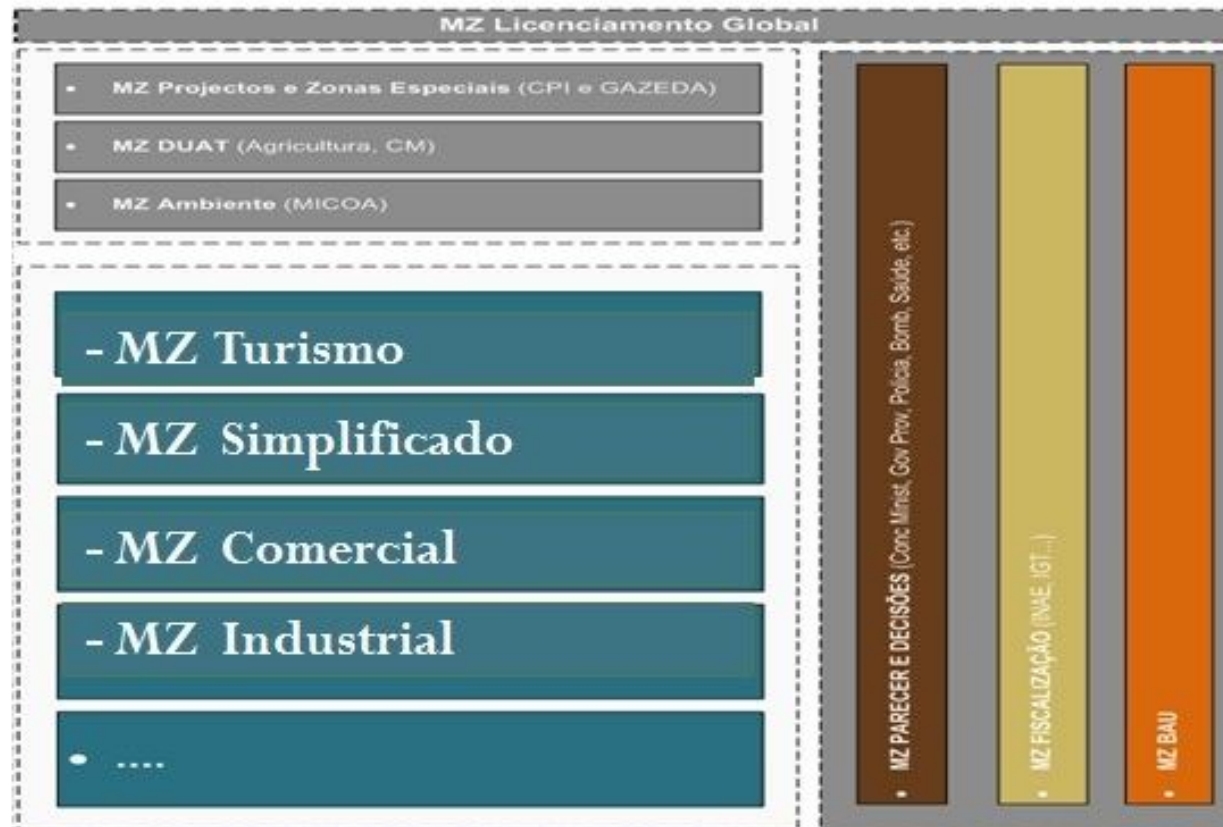 MZ Licenciamento Global
• MZ Projectos e Zonas Especiais (CPI e GAZEDA)
• MZ DUAT (Agricultura, CM)
• MZ Ambiente (MICOA)
- MZ Turismo
- MZ Simplificado
- MZ Comercial
- MZ Industrial
• ....
• MZ PARECER E DECISÕES (Conc Minist, Gov Prov, Policia, Bomb, Saúde, etc.)
• MZ FISCALIZAÇÃO (INAE, IGT...)
• MZ BAU